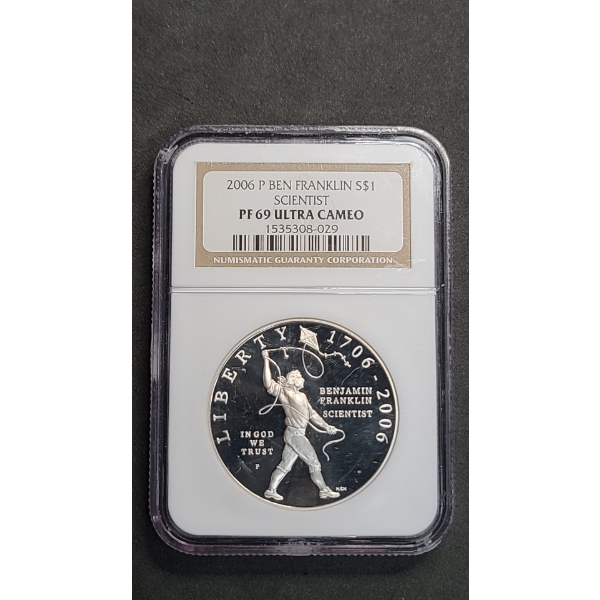 2006 P BEN FRANKLIN S$1
SCIENTIST
PF 69 ULTRA CAMEO
1535308-029
NUMISMATIC GUARANTY CORPORATION
LIBERTY 1706-2006
BENJAMIN
FRANKLIN
SCIENTIST
IN GOD
WE
TRUST
P